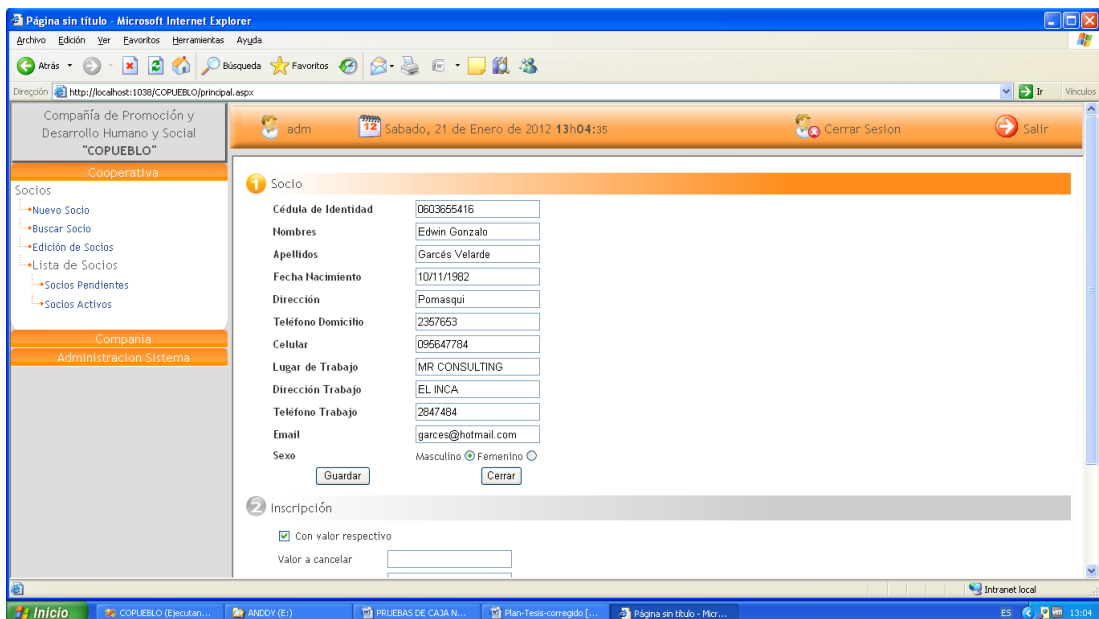 Página sin título - Microsoft Internet Explorer
Archivo Edición Ver Favoritos Herramientas Ayuda
Atrás Búsqueda Favoritos
Dirección http://localhost:1038/COPUEBLO/principal.aspx Ir Vínculos
Compañía de Promoción y
Desarrollo Humano y Social
"COPUEBLO"
adm 12 Sabado, 21 de Enero de 2012 13h04:35 Cerrar Sesion Salir
Cooperativa
Socios
Nuevo Socio
Buscar Socio
Edición de Socios
Lista de Socios
Socios Pendientes
Socios Activos
Compania
Administracion Sistema
1 Socio
Cédula de Identidad 0603655416
Nombres Edwin Gonzalo
Apellidos Garcés Velarde
Fecha Nacimiento 10/11/1982
Dirección Pomasqui
Teléfono Domicilio 2357653
Celular 095647784
Lugar de Trabajo MR CONSULTING
Dirección Trabajo EL INCA
Teléfono Trabajo 2847484
Email garces@hotmail.com
Sexo Masculino Femenino
Guardar Cerrar
2 Inscripción
Con valor respectivo
Valor a cancelar
Intranet local
Inicio COPUEBLO (Ejecutan... ANDDY (E:) PRUEBAS DE CAJA N... Plan-Tesis-corregido [... Página sin título - Micr... ES 13:04